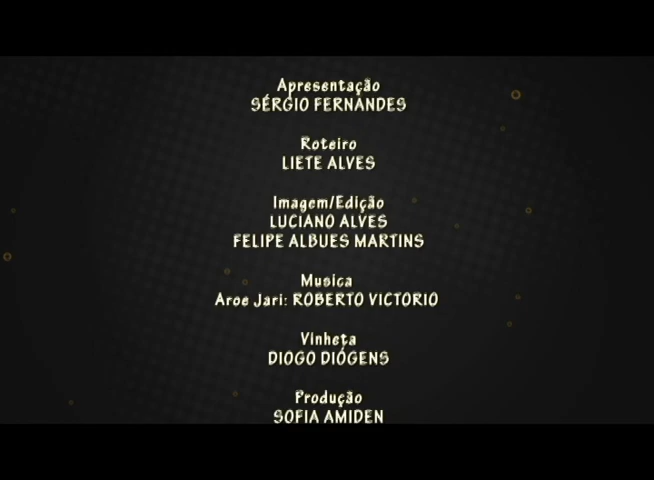 Apresentação
SÉRGIO FERNANDES
Roteiro
LIETE ALVES
Imagem/Edição
LUCIANO ALVES
FELIPE ALBUES MARTINS
Musica
Aroe Jari: ROBERTO VICTORIO
Vinheta
DIOGO DIÓGENS
Produção
SOFIA AMIDEN